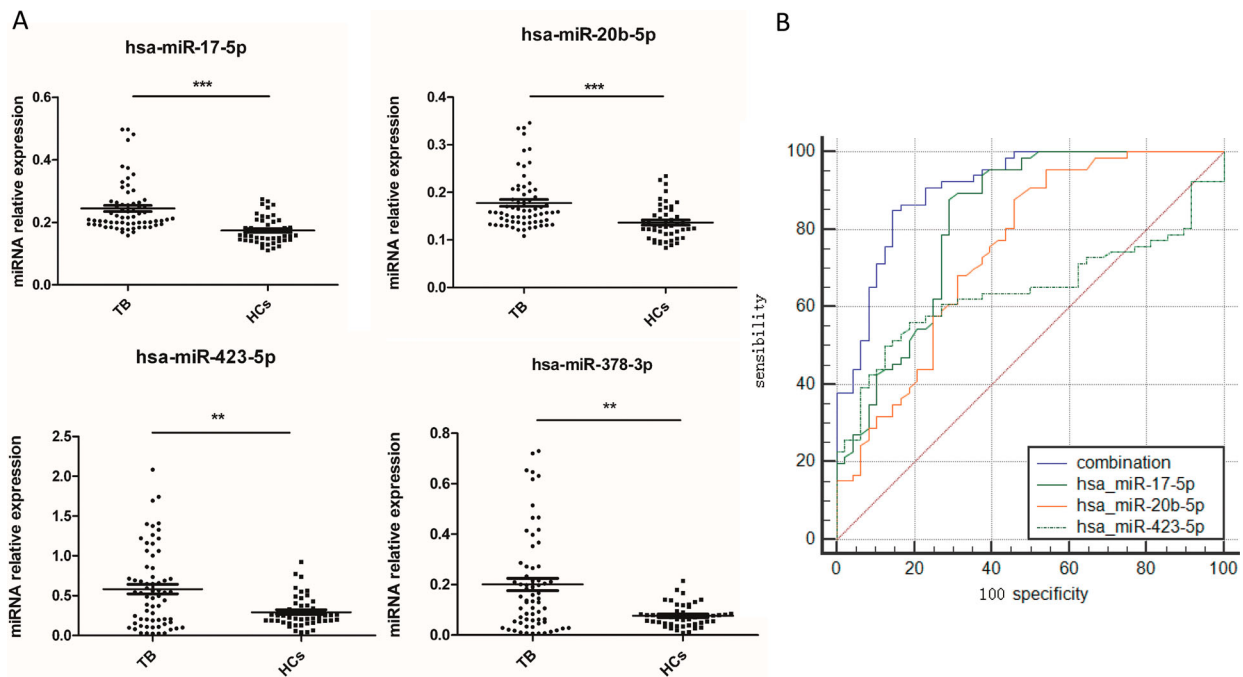 A
hsa-miR-17-5p
miRNA relative expression
0.6
0.4
0.2
0.0
***
TB
HCs
hsa-miR-20b-5p
miRNA relative expression
0.4
0.3
0.2
0.1
0.0
***
TB
HCs
hsa-miR-423-5p
miRNA relative expression
2.5
2.0
1.5
1.0
0.5
0.0
**
TB
HCs
hsa-miR-378-3p
miRNA relative expression
0.8
0.6
0.4
0.2
0.0
**
TB
HCs
B
sensibility
100
80
60
40
20
0
0 20 40 60 80 100
100 specificity
combination
hsa_miR-17-5p
hsa_miR-20b-5p
hsa_miR-423-5p